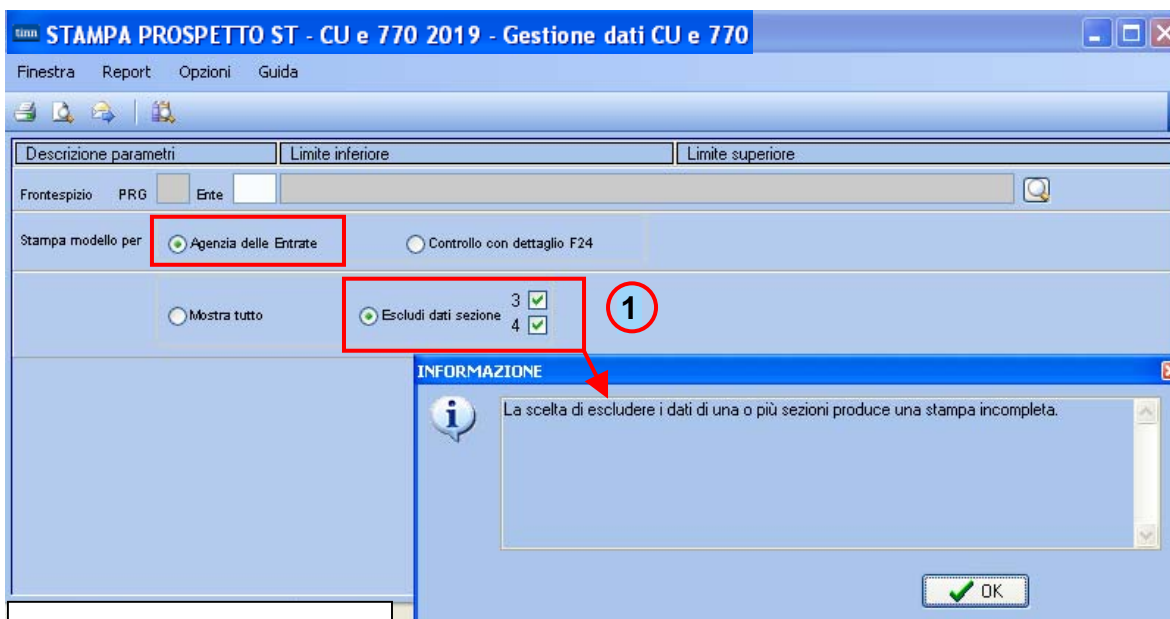 tinn STAMPA PROSPETTO ST - CU e 770 2019 - Gestione dati CU e 770
Finestra Report Opzioni Guida
Descrizione parametri Limite inferiore Limite superiore
Frontespizio PRG Ente
Stampa modello per Agenzia delle Entrate Controllo con dettaglio F24
Mostra tutto Escludi dati sezione 3
4
1
INFORMAZIONE
La scelta di escludere i dati di una o più sezioni produce una stampa incompleta.
OK